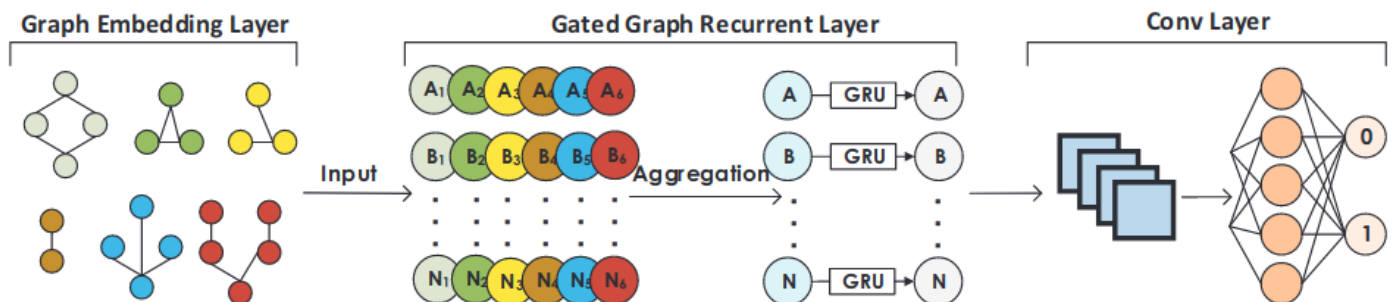 Graph Embedding Layer
Gated Graph Recurrent Layer
Conv Layer
A1 A2 A3 A4 A5 A6
A GRU A
B1 B2 B3 B4 B5 B6
B GRU B
0
Input
Aggregation
1
N1 N2 N3 N4 N5 N6
N GRU N